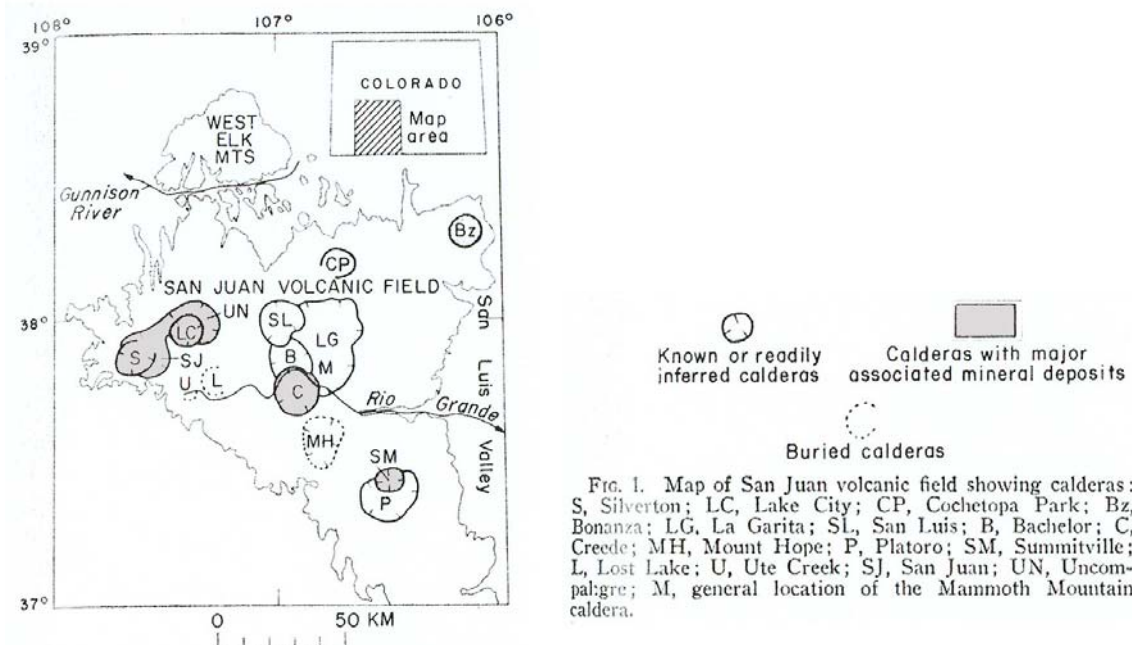 108°
107°
106°
39°
COLORADO
Map
area
WEST
ELK
MTS
Gunnison
River
Bz
CP
SAN JUAN VOLCANIC FIELD
UN
San
38°
SL
LC
LG
S
SJ
B
Luis
U
L
M
C
Rio
Grande
MH
SM
Valley
P
37°
0 50 KM
Known or readily
inferred calderas
Calderas with major
associated mineral deposits
Buried calderas
FIG. 1. Map of San Juan volcanic field showing calderas:
S, Silverton; LC, Lake City; CP, Cochetopa Park; Bz,
Bonanza; LG, La Garita; SL, San Luis; B, Bachelor; C,
Creede; MH, Mount Hope; P, Platoro; SM, Summitville;
L, Lost Lake; U, Ute Creek; SJ, San Juan; UN, Uncom-
pahgre; M, general location of the Mammoth Mountain
caldera.